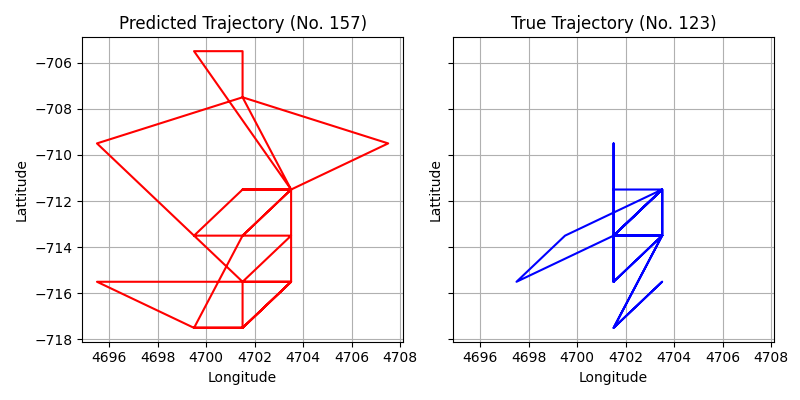 Predicted Trajectory (No. 157)
True Trajectory (No. 123)
Lattitude
−706
−708
−710
−712
−714
−716
−718
4696 4698 4700 4702 4704 4706 4708
Longitude
Lattitude
4696 4698 4700 4702 4704 4706 4708
Longitude